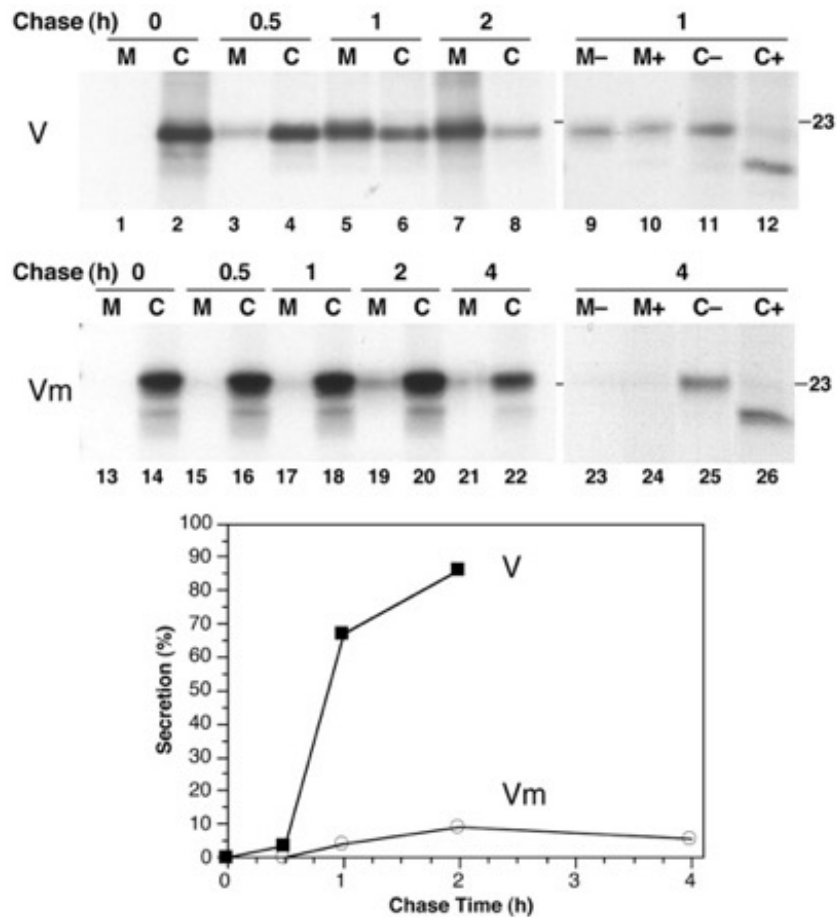 Chase (h) 0 0.5 1 2 1
M C M C M C M C M– M+ C– C+
V
23
1 2 3 4 5 6 7 8 9 10 11 12
Chase (h) 0 0.5 1 2 4 4
M C M C M C M C M C M– M+ C– C+
Vm
23
13 14 15 16 17 18 19 20 21 22 23 24 25 26
100
90
80
70
60
50
40
30
20
10
0
Secretion (%)
V
Vm
0 1 2 3 4
Chase Time (h)